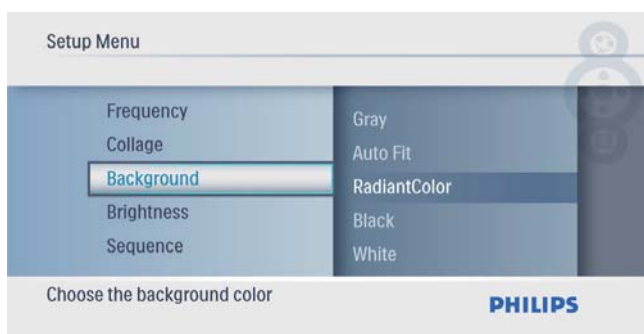 Setup Menu
Frequency
Collage
Background
Brightness
Sequence
Gray
Auto Fit
RadiantColor
Black
White
Choose the background color
PHILIPS